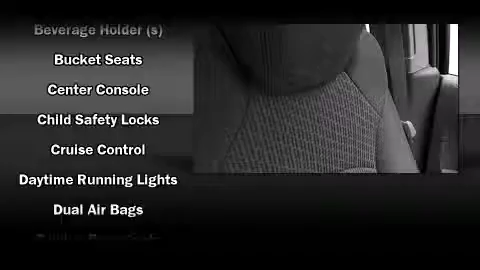 Beverage Holder (s)
Bucket Seats
Center Console
Child Safety Locks
Cruise Control
Daytime Running Lights
Dual Air Bags